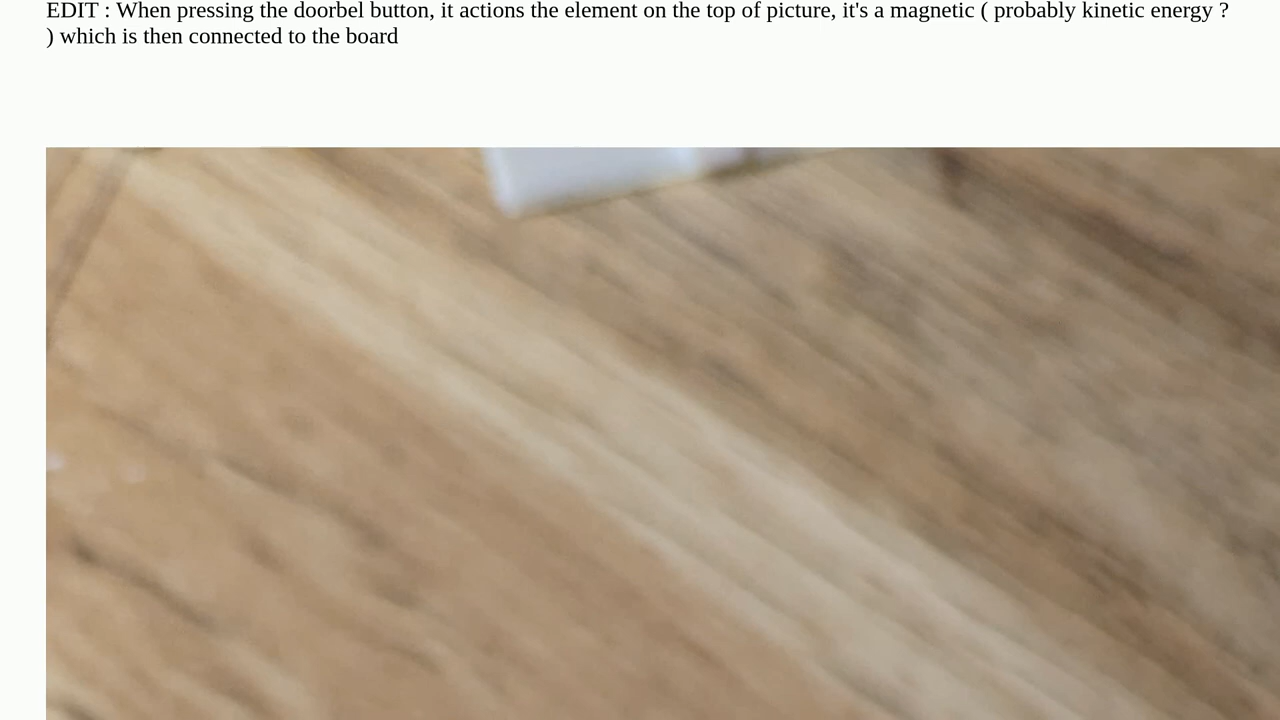 EDIT : When pressing the doorbel button, it actions the element on the top of picture, it's a magnetic ( probably kinetic energy ?
) which is then connected to the board